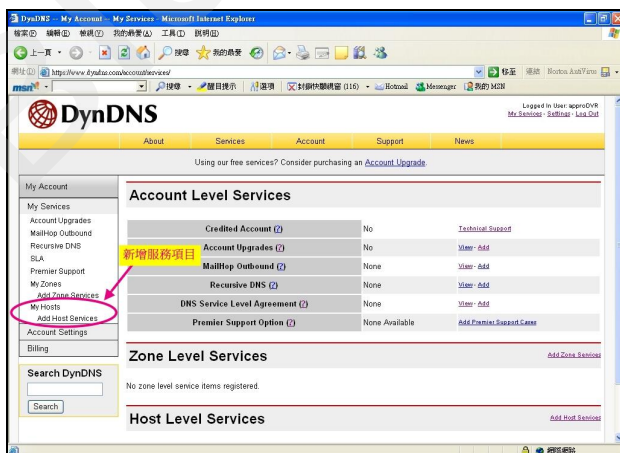 DynDNS -- My Account -- My Services - Microsoft Internet Explorer
檔案(F) 編輯(E) 檢視(V) 我的最愛(A) 工具(T) 說明(H)
上一頁 搜尋 我的最愛
網址(D) https://www.dyndns.com/account/services/ 移至 連結 Norton AntiVirus
msn 搜尋 醒目提示 選項 封鎖快顯視窗 (116) Hotmail Messenger 我的 MSN
DynDNS
Logged In User: approDVR
My Services - Settings - Log Out
About Services Account Support News
Using our free services? Consider purchasing an Account Upgrade.
My Account
My Services
Account Upgrades
MailHop Outbound
Recursive DNS
SLA
Premier Support
My Zones
Add Zone Services
My Hosts
Add Host Services
Account Settings
Billing
Search DynDNS
Search
新增服務項目
Account Level Services
Credited Account (?) No Technical Support
Account Upgrades (?) No View - Add
MailHop Outbound (?) None View - Add
Recursive DNS (?) None View - Add
DNS Service Level Agreement (?) None View - Add
Premier Support Option (?) None Available Add Premier Support Cases
Zone Level Services Add Zone Services
No zone level service items registered.
Host Level Services Add Host Services
網際網路